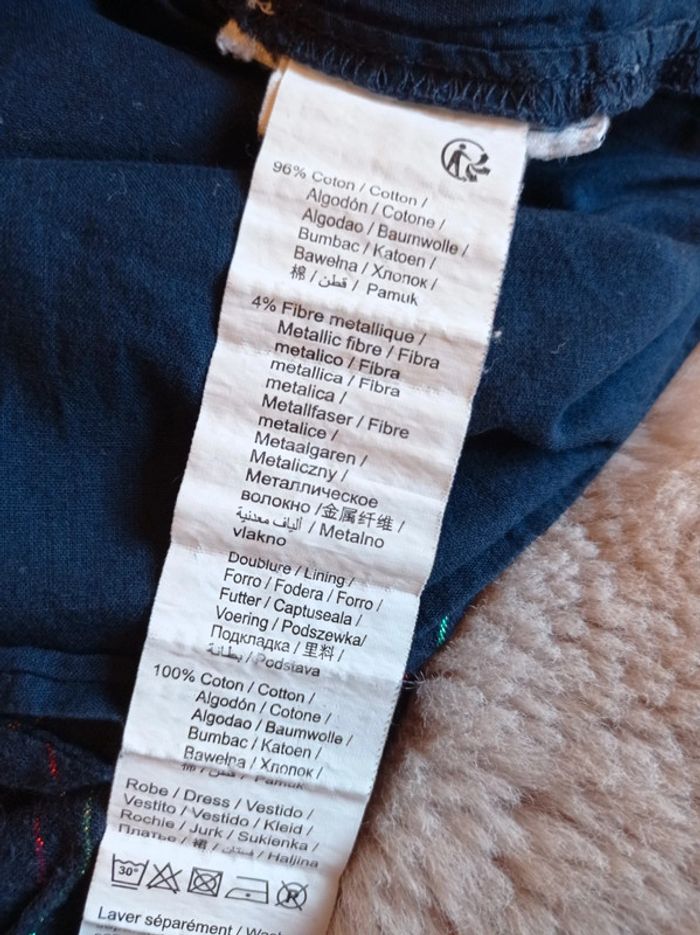 96% Coton / Cotton /
Algodón / Cotone /
Algodao / Baumwolle /
Bumbac / Katoen /
Bawełna / Хлопок /
棉 / قطن / Pamuk
4% Fibre metallique /
Metallic fibre / Fibra
metalico / Fibra
metallica / Fibra
metalica /
Metallfaser / Fibre
metalice /
Metaalgaren /
Metaliczny /
Металлическое
волокно /金属纤维 /
ألياف معدنية / Metalno
vlakno
Doublure / Lining /
Forro / Fodera / Forro /
Futter / Captuseala /
Voering / Podszewka/
Подкладка / 里料 /
بطانة / Podstava
100% Coton / Cotton /
Algodón / Cotone /
Algodao / Baumwolle /
Bumbac / Katoen /
Bawełna / Хлопок /
棉 / قطن / Pamuk
Robe / Dress / Vestido /
Vestito / Vestido / Kleid /
Rochie / Jurk / Sukienka /
Платье / 裙 / فستان / Haljina
30°
R
Laver séparément /